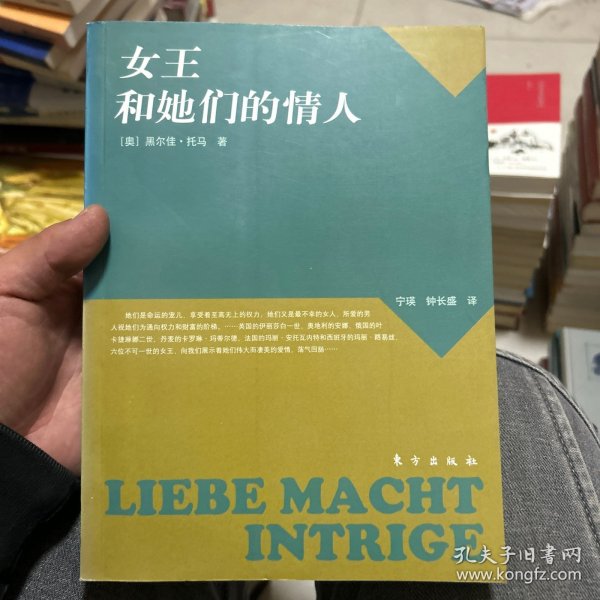 女王
和她们的情人
[奥] 黑尔佳·托马 著
宁瑛 钟长盛 译
她们是命运的宠儿，享受着至高无上的权力，她们又是最不幸的女人，所爱的男
人视她们为通向权力和财富的阶梯。……英国的伊丽莎白一世、奥地利的安娜、俄国的叶
卡捷琳娜二世、丹麦的卡罗琳·玛蒂尔德、法国的玛丽·安托瓦内特和西班牙的玛丽·路易丝，
六位不可一世的女王，向我们展示着她们伟大而凄美的爱情，荡气回肠……
东方出版社
LIEBE MACHT
INTRIGE
孔夫子旧书网
www.kongfz.com